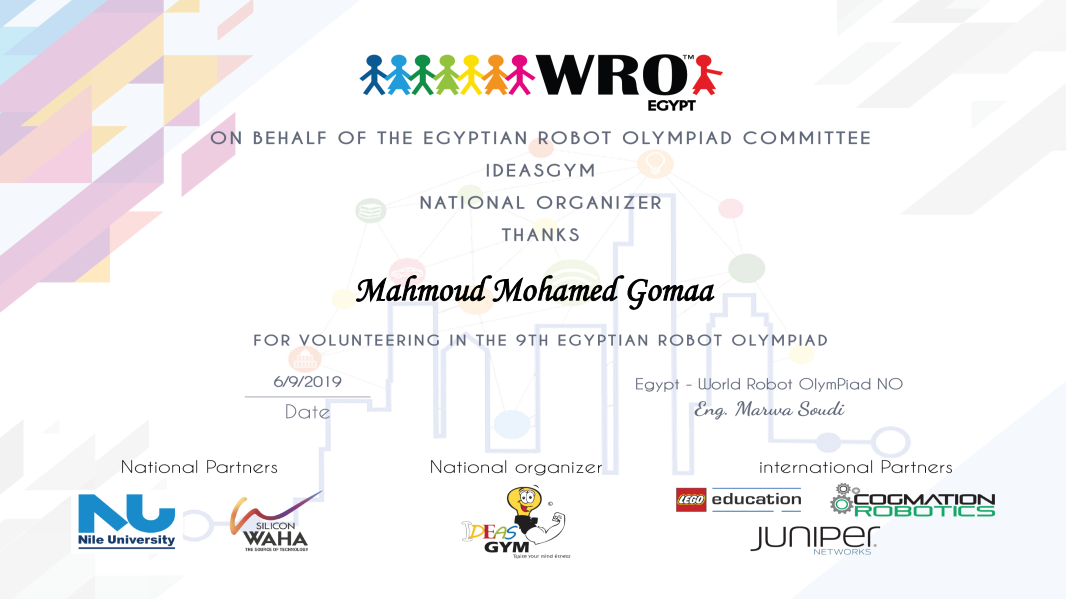 WRO™
EGYPT
ON BEHALF OF THE EGYPTIAN ROBOT OLYMPIAD COMMITTEE
IDEASGYM
NATIONAL ORGANIZER
THANKS
Mahmoud Mohamed Gomaa
FOR VOLUNTEERING IN THE 9TH EGYPTIAN ROBOT OLYMPIAD
6/9/2019
Date
Egypt - World Robot OlymPiad NO
Eng. Marwa Soudi
National Partners
National organizer
international Partners
NU
Nile University
SILICON
WAHA
THE SOURCE OF TECHNOLOGY
IDEAS
GYM
LEGO education
COGMATION
ROBOTICS
JUNIPER
NETWORKS